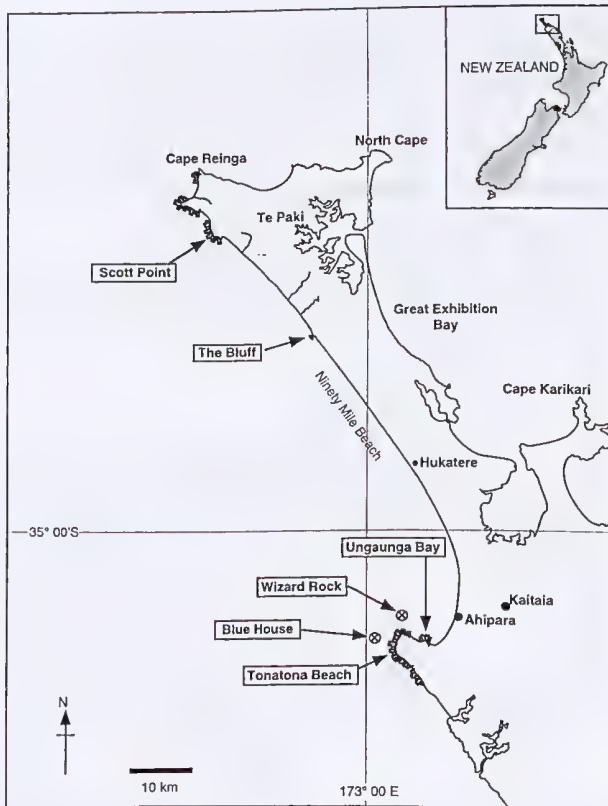 NEW ZEALAND
North Cape
Cape Reinga
Te Paki
Scott Point
Great Exhibition
Bay
The Bluff
Cape Karikari
Ninety Mile Beach
Hukatere
35° 00'S
Ungaunga Bay
Wizard Rock
Kaitaia
Blue House
Ahipara
Tonatona Beach
N
10 km
173° 00 E